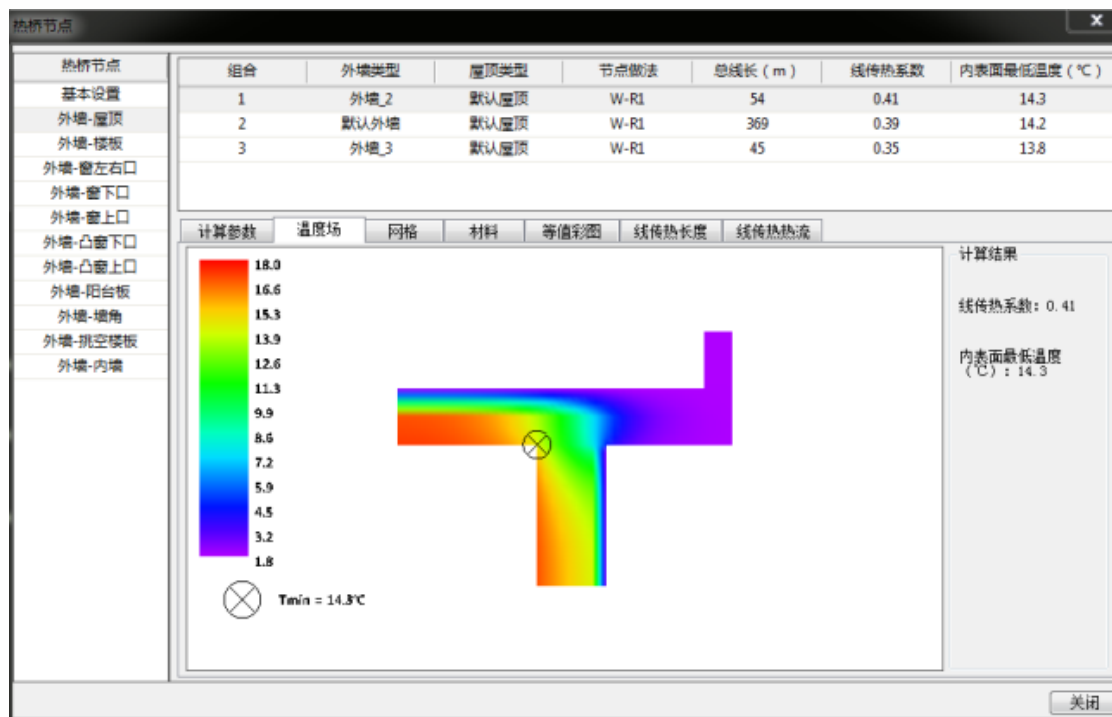 热桥节点
X
热桥节点
基本设置
外墙-屋顶
外墙-楼板
外墙-窗左右口
外墙-窗下口
外墙-窗上口
外墙-凸窗下口
外墙-凸窗上口
外墙-阳台板
外墙-墙角
外墙-挑空楼板
外墙-内墙
组合 外墙类型 屋顶类型 节点做法 总线长（m） 线传热系数 内表面最低温度（℃）
1 外墙_2 默认屋顶 W-R1 54 0.41 14.3
2 默认外墙 默认屋顶 W-R1 369 0.39 14.2
3 外墙_3 默认屋顶 W-R1 45 0.35 13.8
计算参数 温度场 网格 材料 等值彩图 线传热长度 线传热热流
18.0
16.6
15.3
13.9
12.6
11.3
9.9
8.6
7.2
5.9
4.5
3.2
1.8
Tmin = 14.3℃
计算结果
线传热系数：0.41
内表面最低温度
（℃）：14.3
关闭